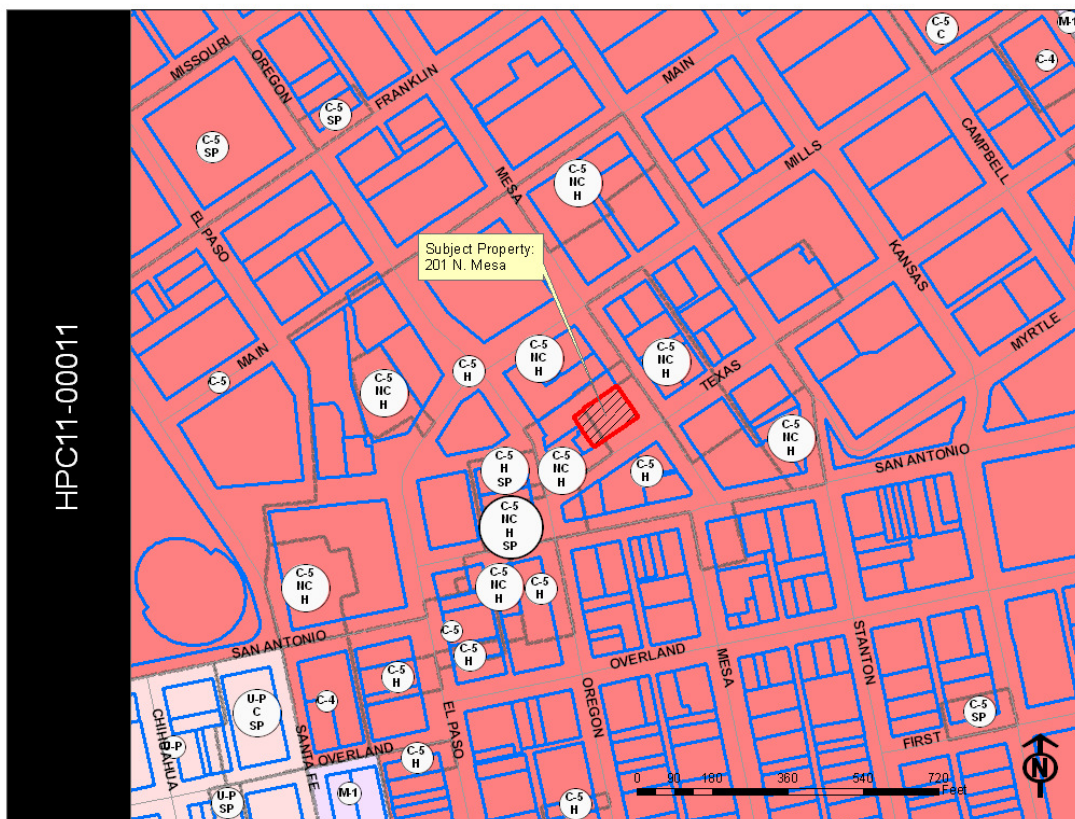 HPC11-00011
MISSOURI
OREGON
FRANKLIN
MAIN
C-5
C
M-1
C-4
C-5
SP
C-5
SP
MESA
MILLS
CAMPBELL
C-5
NC
H
EL PASO
Subject Property:
201 N. Mesa
KANSAS
MYRTLE
MAIN
C-5
C-5
NC
H
C-5
H
C-5
NC
H
C-5
NC
H
TEXAS
C-5
NC
H
SAN ANTONIO
C-5
H
SP
C-5
NC
H
C-5
H
C-5
NC
H
SP
C-5
NC
H
C-5
NC
H
C-5
H
SAN ANTONIO
C-5
C-5
H
OVERLAND
MESA
STANTON
C-5
H
U-P
C
SP
C-4
CHIHUAHUA
U-P
SANTA FE
OVERLAND
EL PASO
OREGON
C-5
SP
FIRST
C-5
H
U-P
SP
M-1
C-5
H
0 90 180 360 540 720
Feet
N